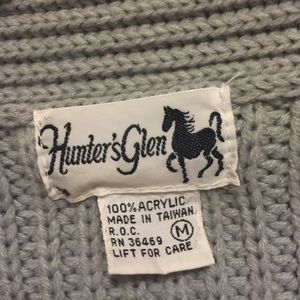 Hunter's Glen
100% ACRYLIC
MADE IN TAIWAN
R.O.C.
RN 36469 M
LIFT FOR CARE